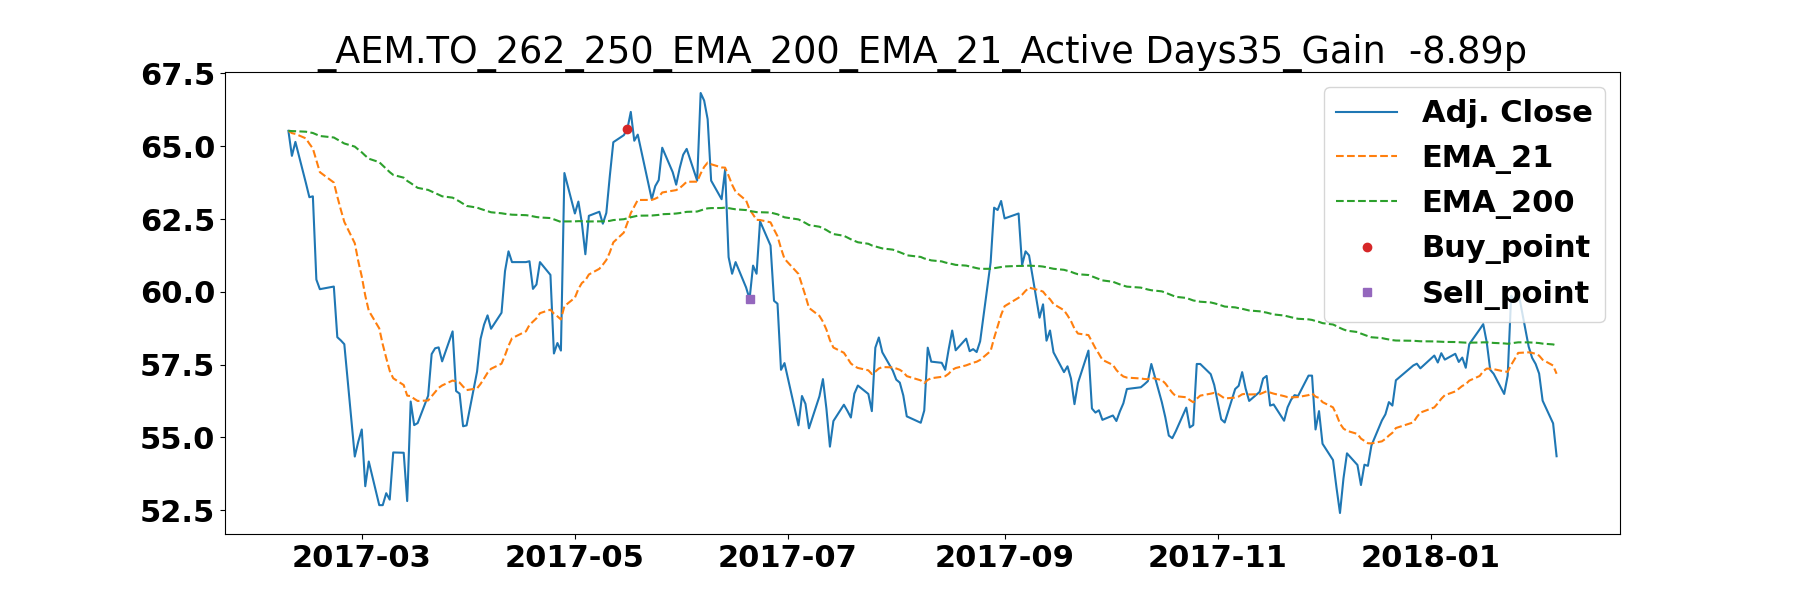 _AEM.TO_262_250_EMA_200_EMA_21_Active Days35_Gain  -8.89p
67.5
65.0
62.5
60.0
57.5
55.0
52.5
Adj. Close
EMA_21
EMA_200
Buy_point
Sell_point
2017-03 2017-05 2017-07 2017-09 2017-11 2018-01